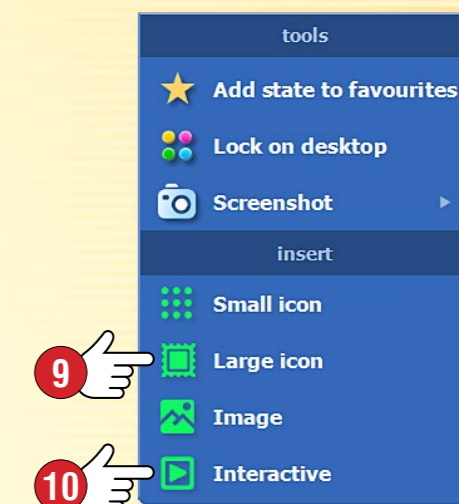 tools
Add state to favourites
Lock on desktop
Screenshot
insert
Small icon
9
Large icon
Image
10
Interactive